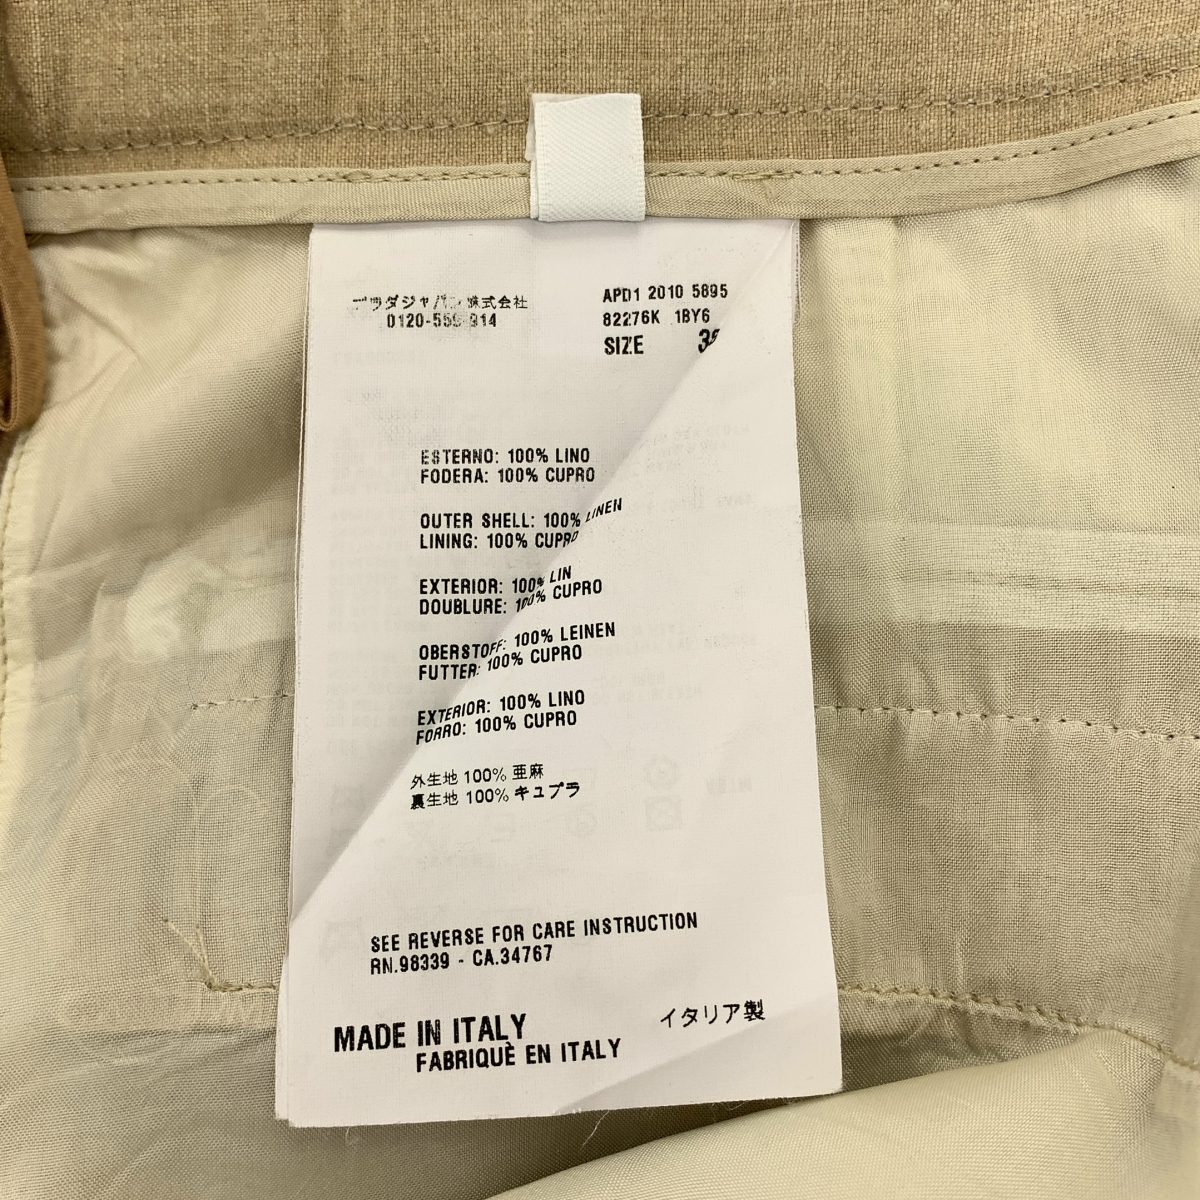 プラダジャパン株式会社
0120-559-914
APD1 2010 5895
82276K 1BY6
SIZE
ESTERNO: 100% LINO
FODERA: 100% CUPRO
OUTER SHELL: 100% LINEN
LINING: 100% CUPRO
EXTERIOR: 100% LIN
DOUBLURE: 100% CUPRO
OBERSTOFF: 100% LEINEN
FUTTER: 100% CUPRO
EXTERIOR: 100% LINO
FORRO: 100% CUPRO
外生地 100% 亜麻
裏生地 100% キュプラ
SEE REVERSE FOR CARE INSTRUCTION
RN.98339 - CA.34767
MADE IN ITALY
FABRIQUÈ EN ITALY
イタリア製